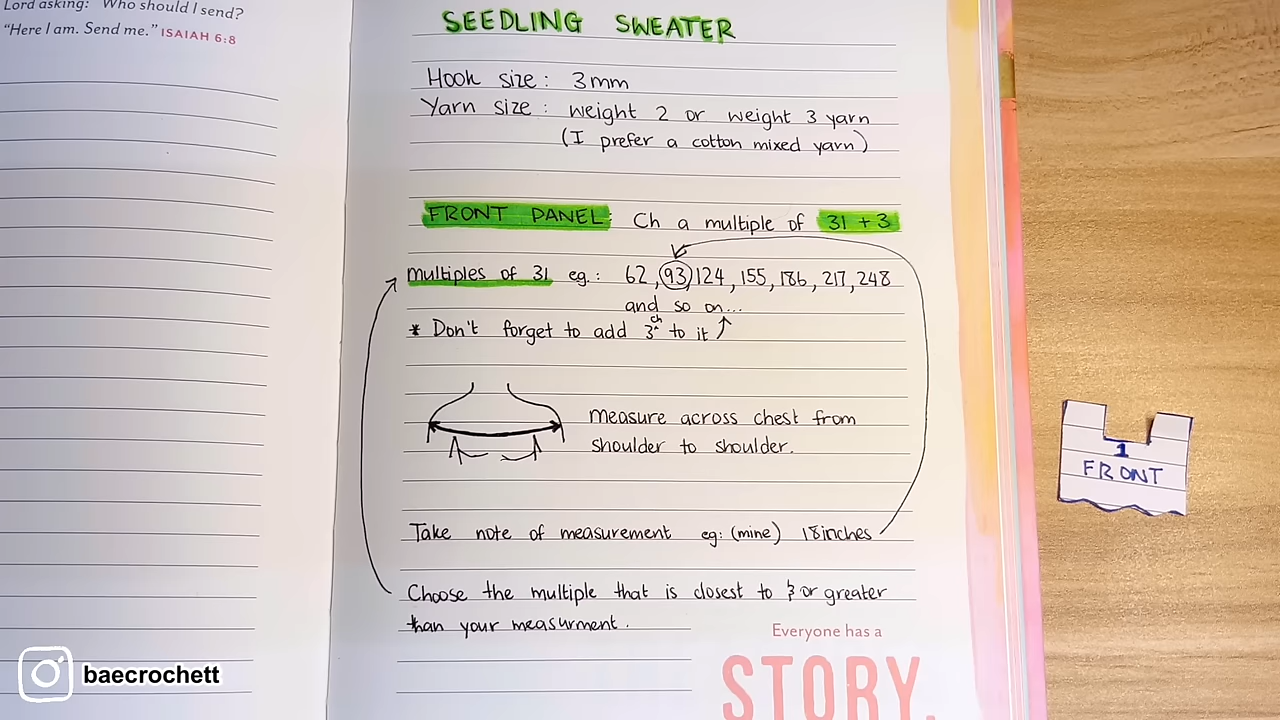 Lord asking: "Who should I send?
"Here I am. Send me." ISAIAH 6:8
SEEDLING SWEATER
Hook size: 3mm
Yarn size: weight 2 or weight 3 yarn
(I prefer a cotton mixed yarn)
FRONT PANEL: Ch a multiple of 31 + 3
multiples of 31 eg.: 62, 93, 124, 155, 186, 217, 248
and so on...
* Don't forget to add 3 ch to it
Measure across chest from
shoulder to shoulder.
Take note of measurement eg: (mine) 18inches
Choose the multiple that is closest to & or greater
than your measurment.
Everyone has a
STORY.
1
FRONT
baecrochett